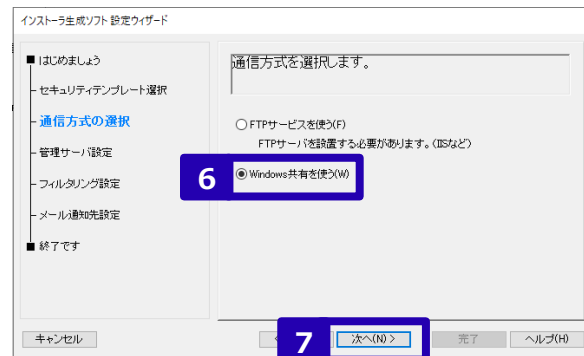 インストーラ生成ソフト 設定ウィザード
はじめましょう
セキュリティテンプレート選択
通信方式の選択
管理サーバ設定
フィルタリング設定
メール通知先設定
終了です
通信方式を選択します。
FTPサービスを使う(F)
FTPサーバを設置する必要があります。(IISなど)
6
Windows共有を使う(W)
キャンセル
<
7
次へ(N) >
完了
ヘルプ(H)